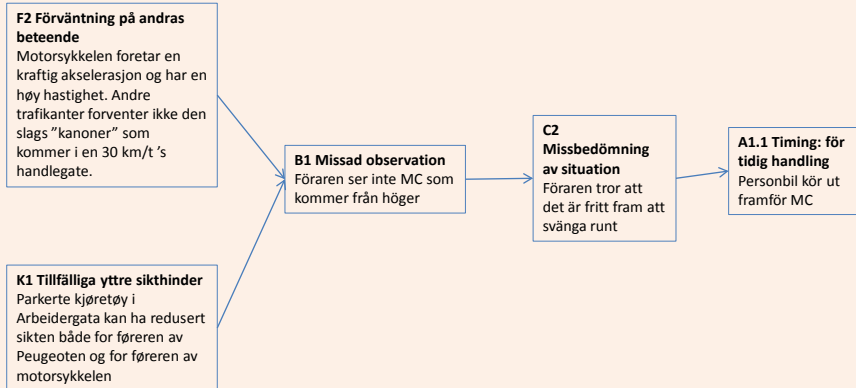 F2 Förväntning på andras
beteende
Motorsykkelen foretar en
kraftig akselerasjon og har en
høy hastighet. Andre
trafikanter forventer ikke den
slags ”kanoner” som
kommer i en 30 km/t ’s
handlegate.
K1 Tillfälliga yttre sikthinder
Parkerte kjøretøy i
Arbeidergata kan ha redusert
sikten både for føreren av
Peugeoten og for føreren av
motorsykkelen
B1 Missad observation
Föraren ser inte MC som
kommer från höger
C2
Missbedömning
av situation
Föraren tror att
det är fritt fram att
svänga runt
A1.1 Timing: för
tidig handling
Personbil kör ut
framför MC